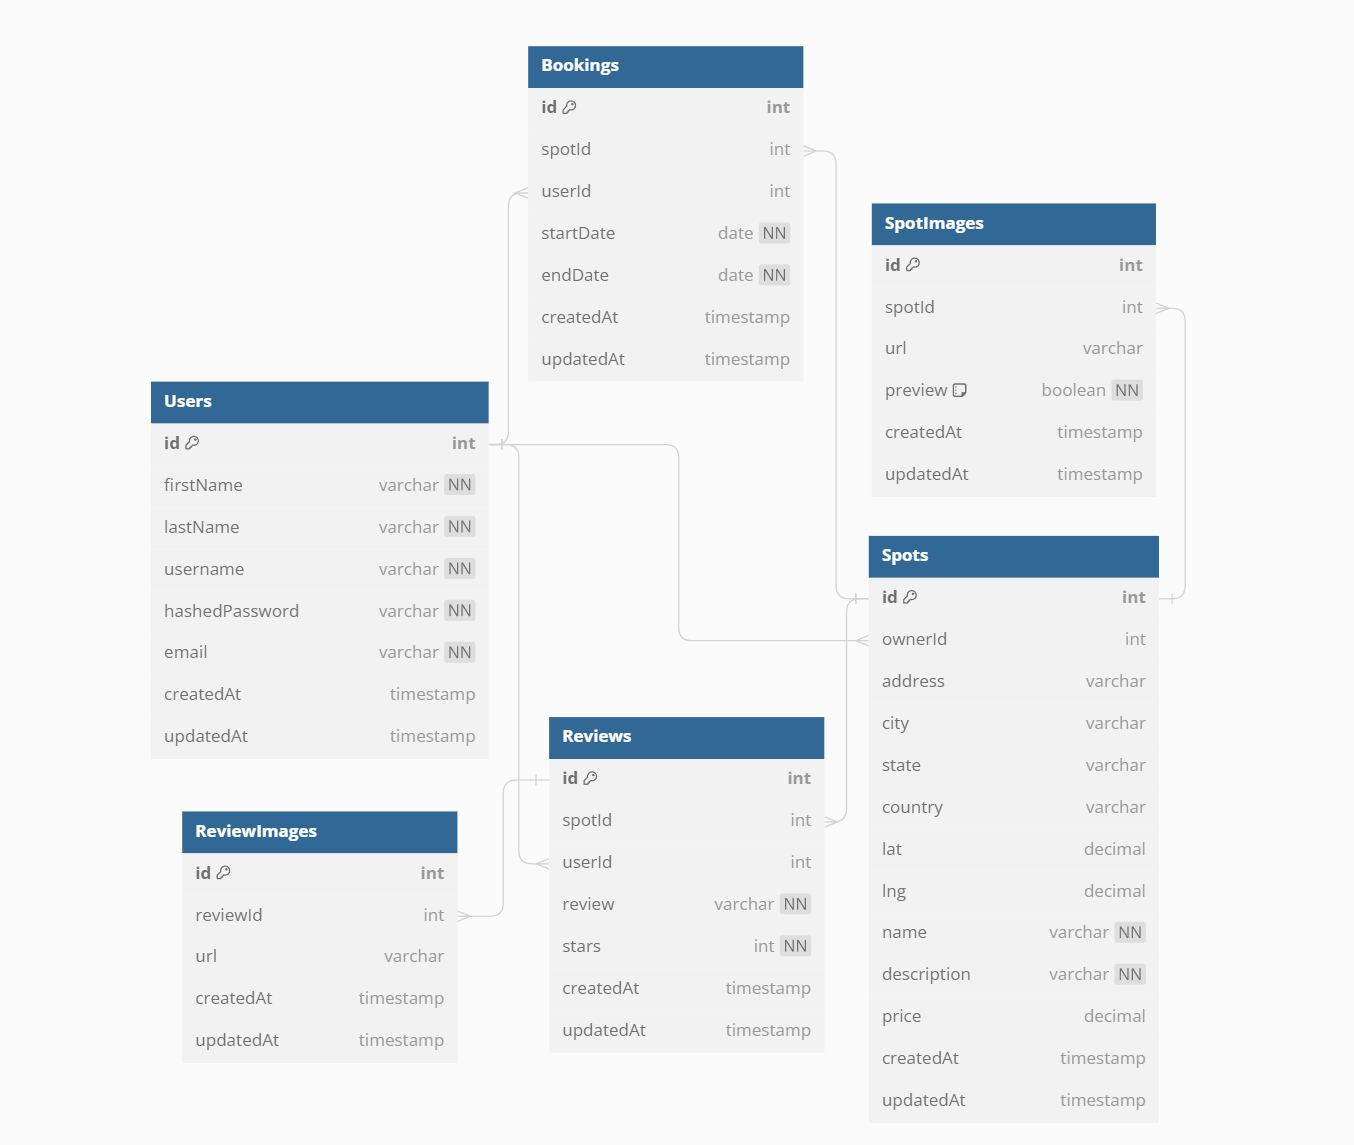 Bookings
id int
spotId int
userId int
startDate date NN
endDate date NN
createdAt timestamp
updatedAt timestamp
SpotImages
id int
spotId int
url varchar
preview boolean NN
createdAt timestamp
updatedAt timestamp
Users
id int
firstName varchar NN
lastName varchar NN
username varchar NN
hashedPassword varchar NN
email varchar NN
createdAt timestamp
updatedAt timestamp
Spots
id int
ownerId int
address varchar
city varchar
state varchar
country varchar
lat decimal
lng decimal
name varchar NN
description varchar NN
price decimal
createdAt timestamp
updatedAt timestamp
Reviews
id int
spotId int
userId int
review varchar NN
stars int NN
createdAt timestamp
updatedAt timestamp
ReviewImages
id int
reviewId int
url varchar
createdAt timestamp
updatedAt timestamp